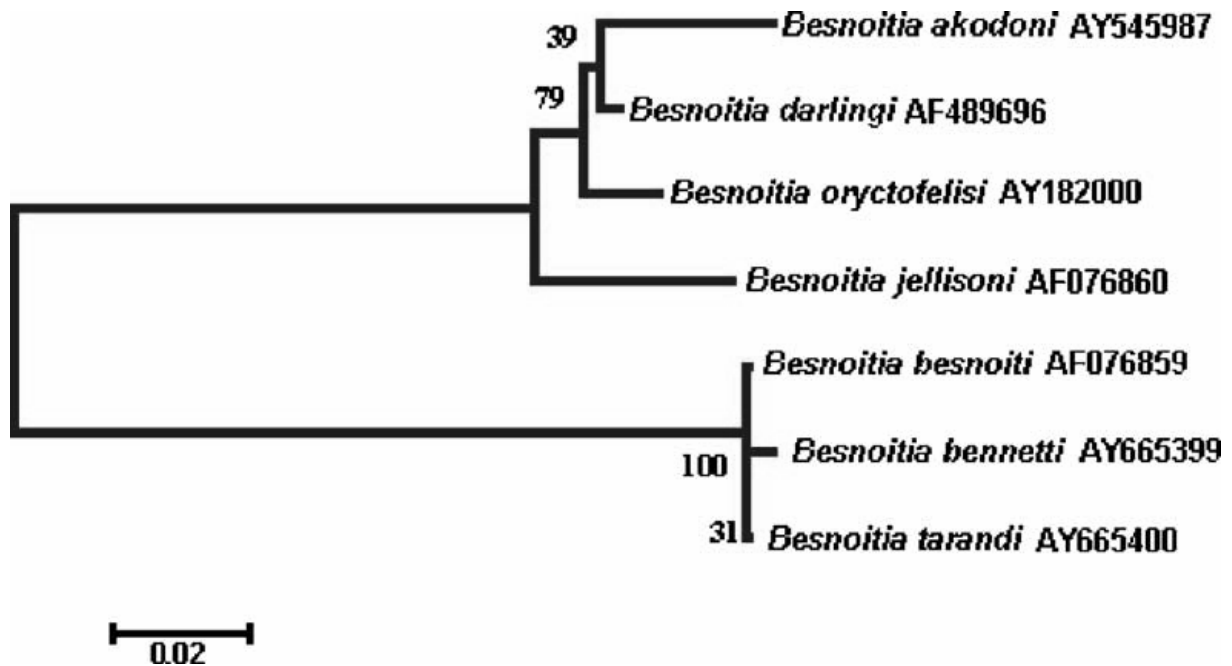 39
Besnoitia akodoni AY545987
79
Besnoitia darlingi AF489696
Besnoitia oryctofelisi AY182000
Besnoitia jellisoni AF076860
Besnoitia besnoiti AF076859
Besnoitia bennetti AY665399
100
31
Besnoitia tarandi AY665400
0.02